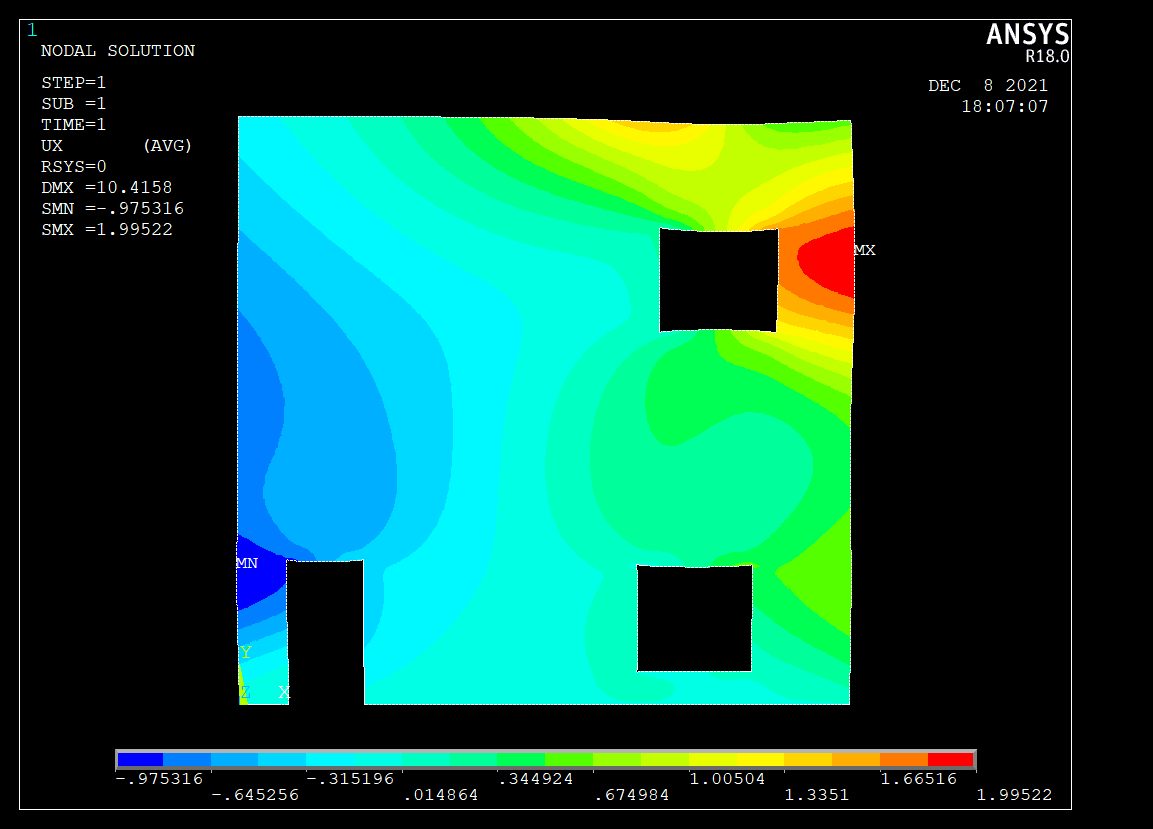 1
ANSYS
R18.0
NODAL SOLUTION
STEP=1
SUB =1
TIME=1
UX (AVG)
RSYS=0
DMX =10.4158
SMN =-.975316
SMX =1.99522
DEC 8 2021
18:07:07
MX
MN
Y
Z X
-.975316 -.315196 .344924 1.00504 1.66516
-.645256 .014864 .674984 1.3351 1.99522